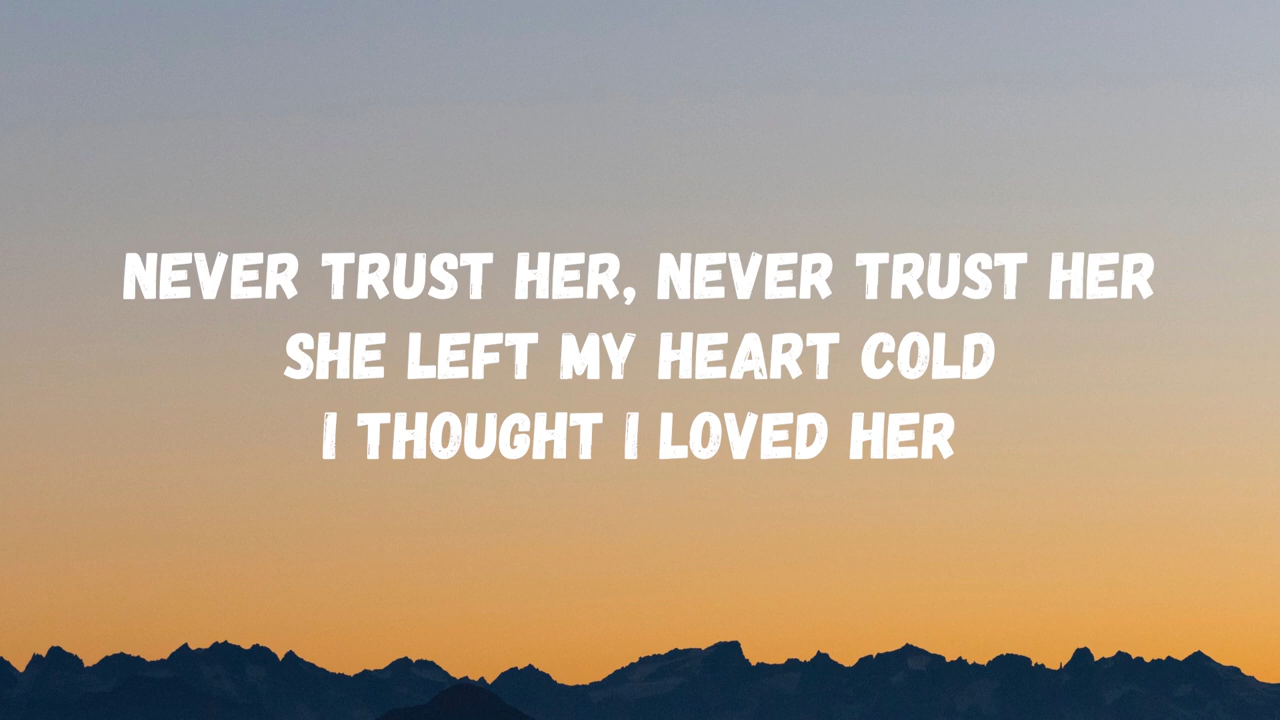 NEVER TRUST HER, NEVER TRUST HER
SHE LEFT MY HEART COLD
I THOUGHT I LOVED HER